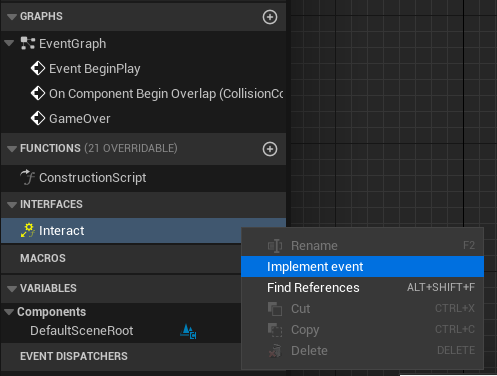 GRAPHS
EventGraph
Event BeginPlay
On Component Begin Overlap (CollisionCo
GameOver
FUNCTIONS (21 OVERRIDABLE)
ConstructionScript
INTERFACES
Interact
MACROS
VARIABLES
Components
DefaultSceneRoot
EVENT DISPATCHERS
Rename F2
Implement event
Find References ALT+SHIFT+F
Cut CTRL+X
Copy CTRL+C
Delete DELETE